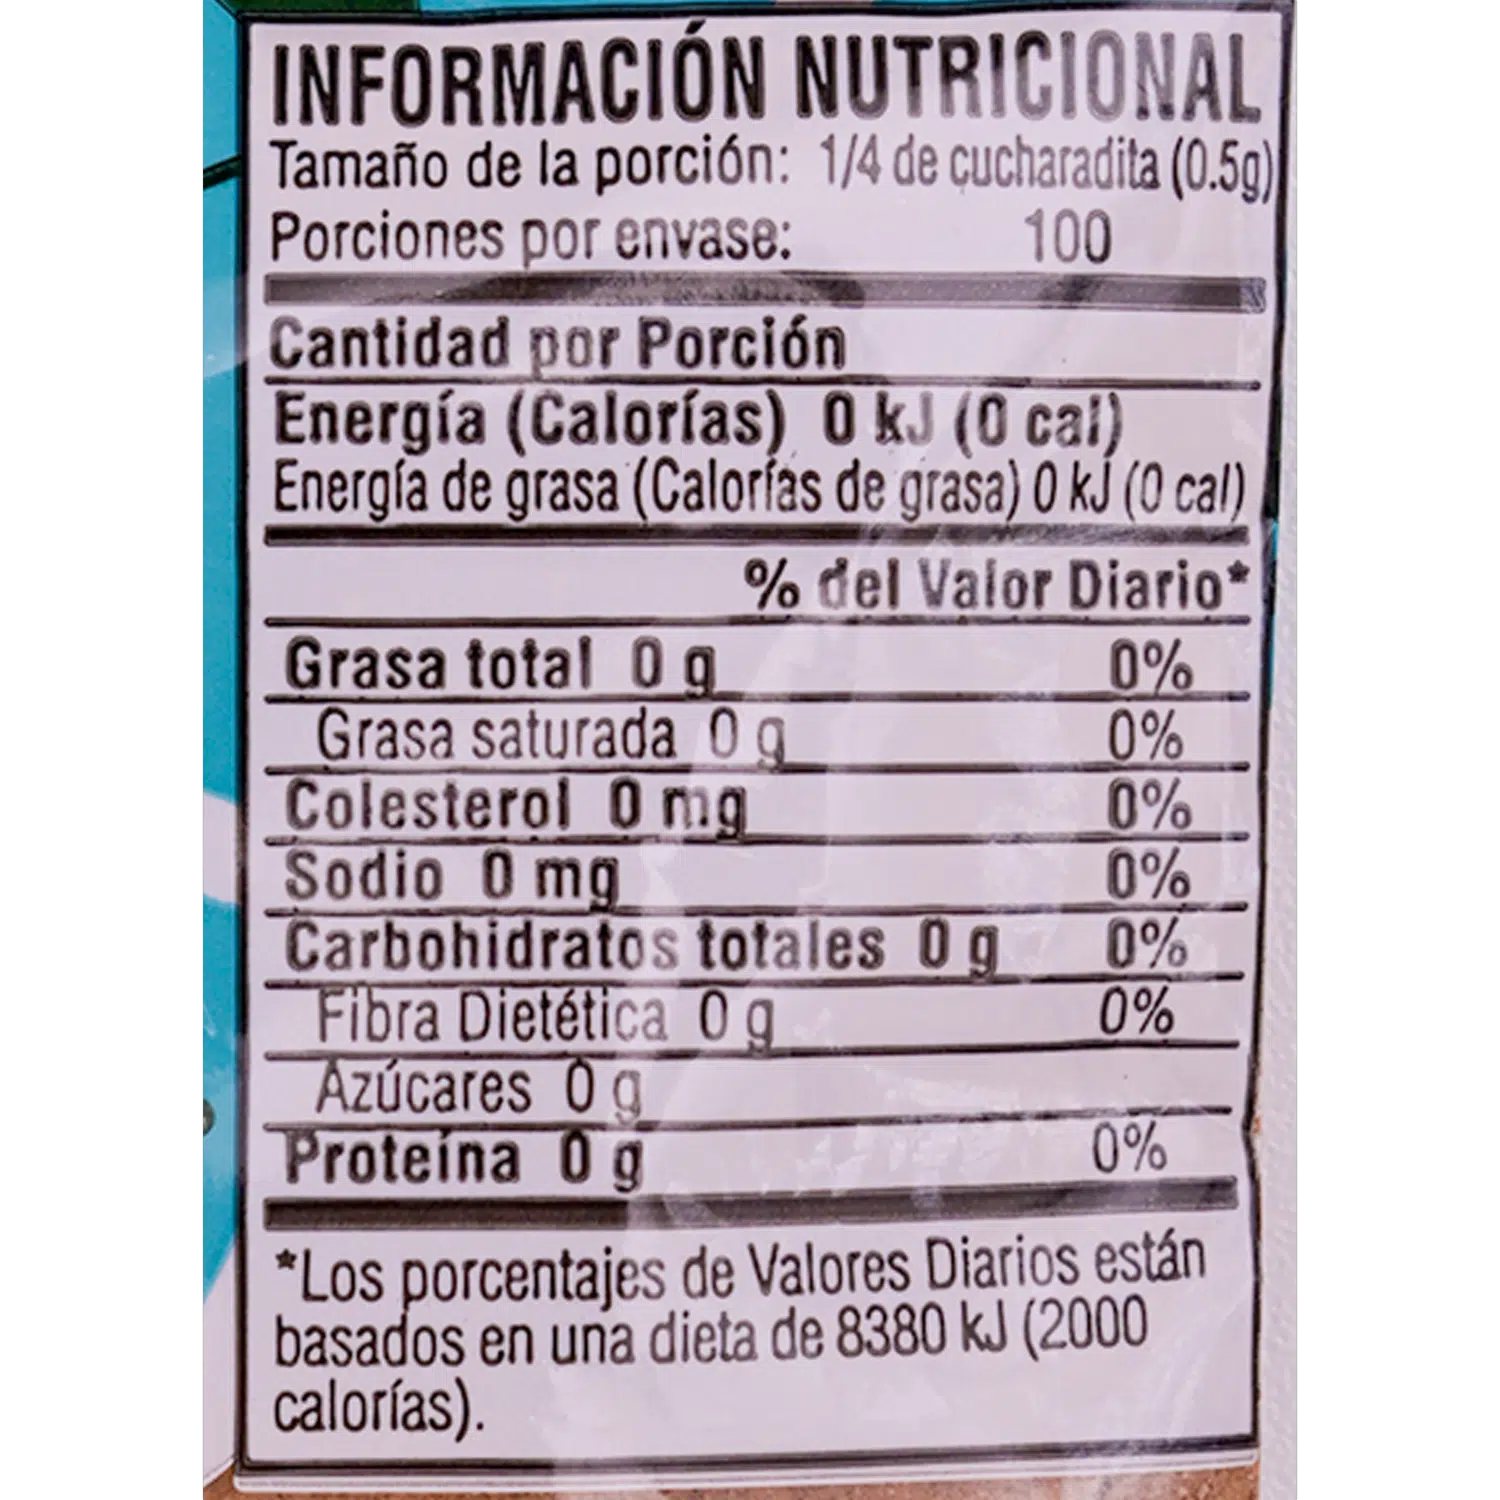 INFORMACIÓN NUTRICIONAL
Tamaño de la porción: 1/4 de cucharadita (0.5g)
Porciones por envase: 100
Cantidad por Porción
Energía (Calorías) 0 kJ (0 cal)
Energía de grasa (Calorías de grasa) 0 kJ (0 cal)
% del Valor Diario*
Grasa total 0 g 0%
Grasa saturada 0 g 0%
Colesterol 0 mg 0%
Sodio 0 mg 0%
Carbohidratos totales 0 g 0%
Fibra Dietética 0 g 0%
Azúcares 0 g
Proteína 0 g 0%
*Los porcentajes de Valores Diarios están
basados en una dieta de 8380 kJ (2000
calorías).